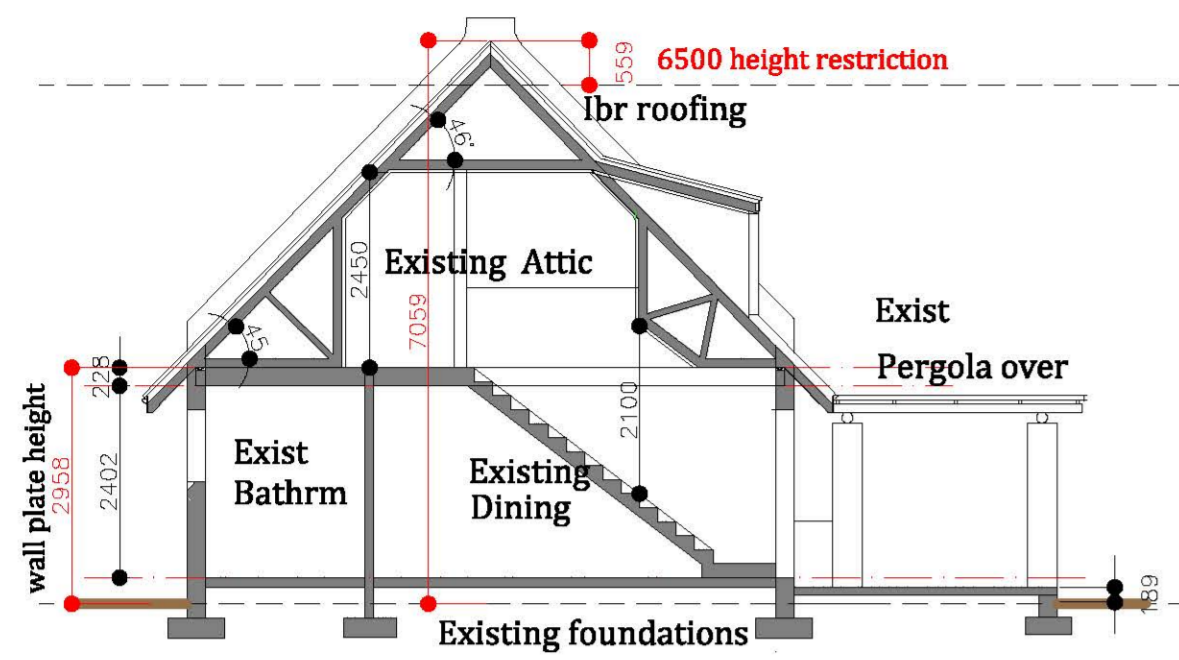 559
6500 height restriction
Ibr roofing
46°
2450
Existing Attic
7059
45
Exist
Pergola over
228
wall plate height
2958
2402
2100
Exist
Bathrm
Existing
Dining
189
Existing foundations